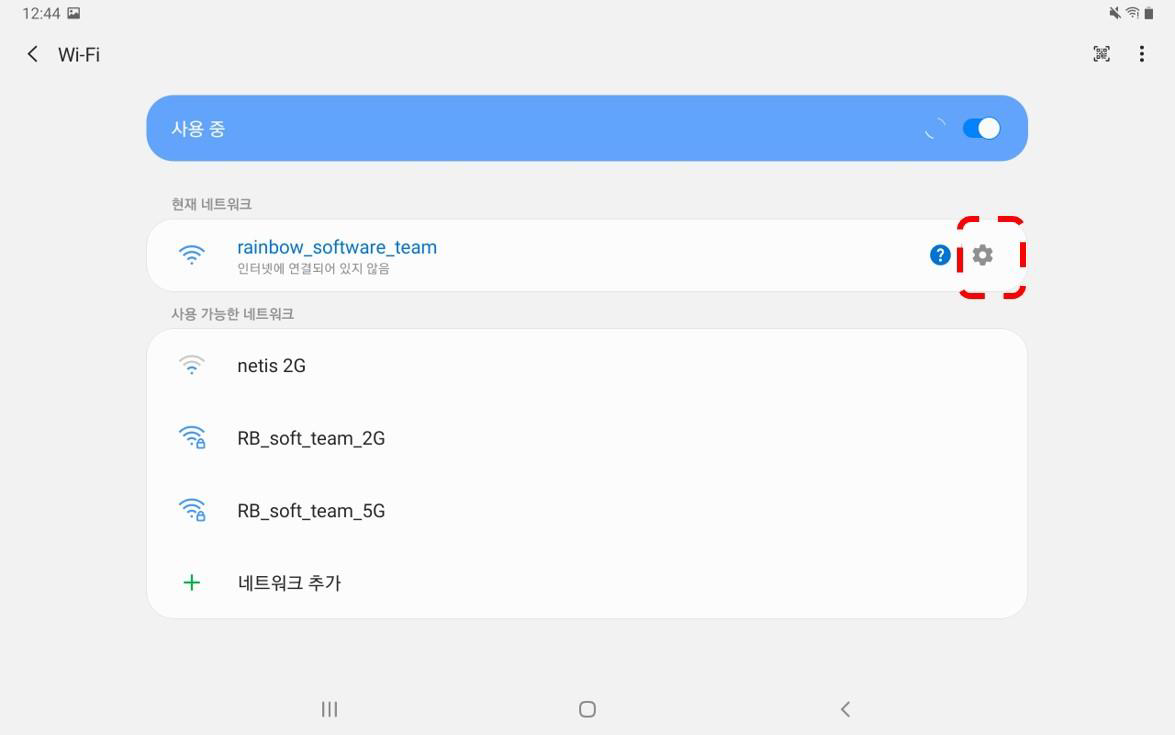 12:44
Wi-Fi
사용 중
현재 네트워크
rainbow_software_team
인터넷에 연결되어 있지 않음
?
사용 가능한 네트워크
netis 2G
RB_soft_team_2G
RB_soft_team_5G
네트워크 추가